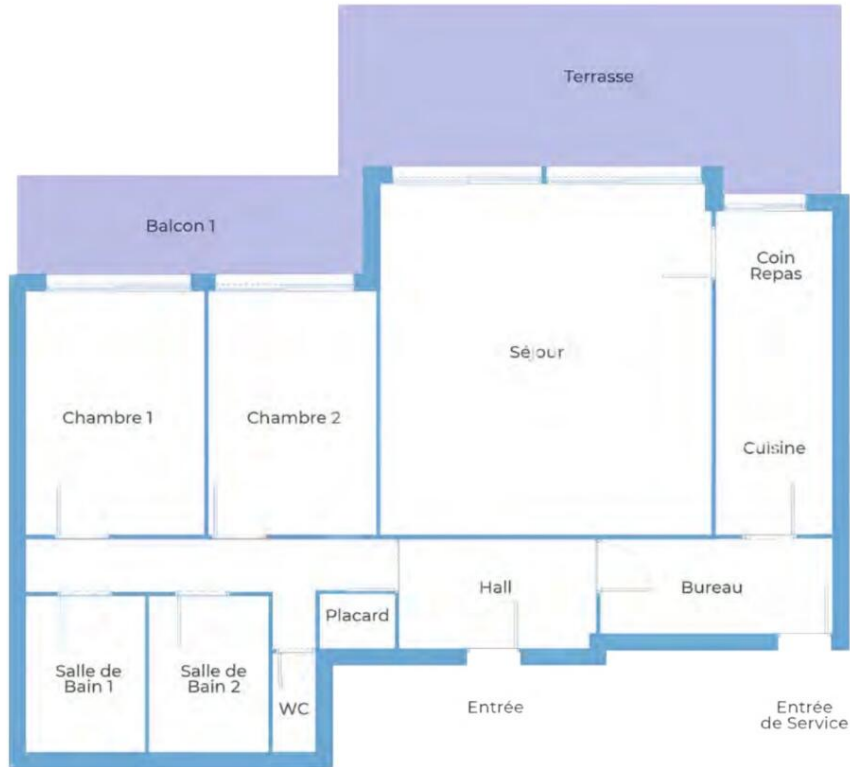 Terrasse
Balcon 1
Coin
Repas
Séjour
Chambre 1
Chambre 2
Cuisine
Hall
Bureau
Placard
Salle de
Bain 1
Salle de
Bain 2
WC
Entrée
Entrée
de Service